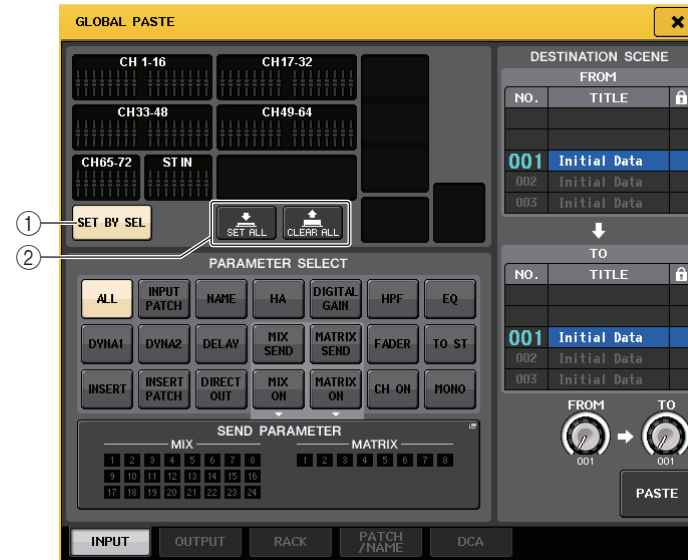 GLOBAL PASTE
CH 1-16
CH17-32
CH33-48
CH49-64
CH65-72
ST IN
1
SET BY SEL
2
SET ALL
CLEAR ALL
PARAMETER SELECT
ALL
INPUT PATCH
NAME
HA
DIGITAL GAIN
HPF
EQ
DYNA1
DYNA2
DELAY
MIX SEND
MATRIX SEND
FADER
TO ST
INSERT
INSERT PATCH
DIRECT OUT
MIX ON
MATRIX ON
CH ON
MONO
SEND PARAMETER
MIX
MATRIX
1 2 3 4 5 6 7 8
9 10 11 12 13 14 15 16
17 18 19 20 21 22 23 24
1 2 3 4 5 6 7 8
DESTINATION SCENE
FROM
NO. TITLE
001 Initial Data
002 Initial Data
003 Initial Data
TO
NO. TITLE
001 Initial Data
002 Initial Data
003 Initial Data
FROM
TO
001
001
PASTE
INPUT
OUTPUT
RACK
PATCH /NAME
DCA